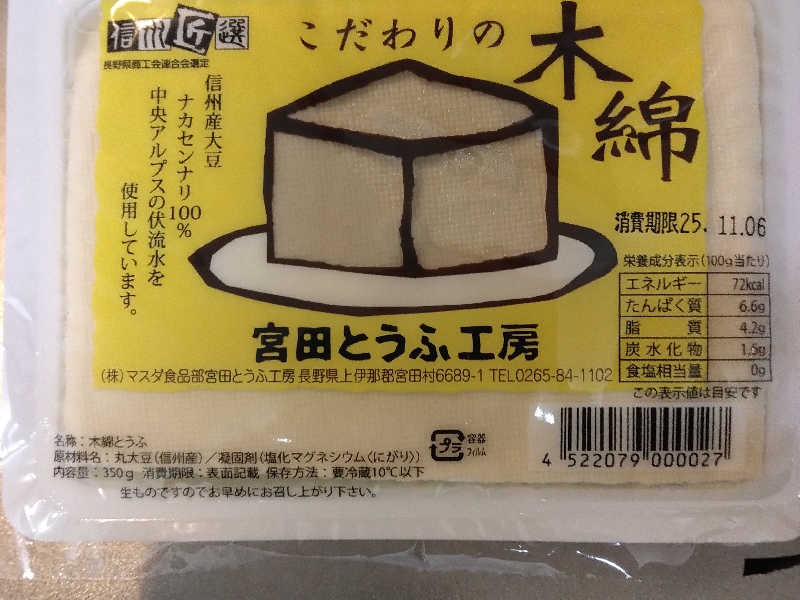 信州匠選
長野県商工会連合会選定
こだわりの
木綿
信州産大豆
ナカセンナリ100%
中央アルプスの伏流水を
使用しています。
消費期限25.11.06
栄養成分表示(100g当たり)
エネルギー 72kcal
たんぱく質 6.6g
脂質 4.2g
炭水化物 1.5g
食塩相当量 0g
この表示値は目安です
宮田とうふ工房
(株)マスダ食品部宮田とうふ工房 長野県上伊那郡宮田村6689-1 TEL0265-84-1102
名称:木綿とうふ
原材料名:丸大豆(信州産)/凝固剤(塩化マグネシウム〈にがり〉)
内容量:350g 消費期限:表面記載 保存方法:要冷蔵10℃以下
生ものですのでお早めにお召し上がり下さい。
プラ
容器
フィルム
4 522079 000027